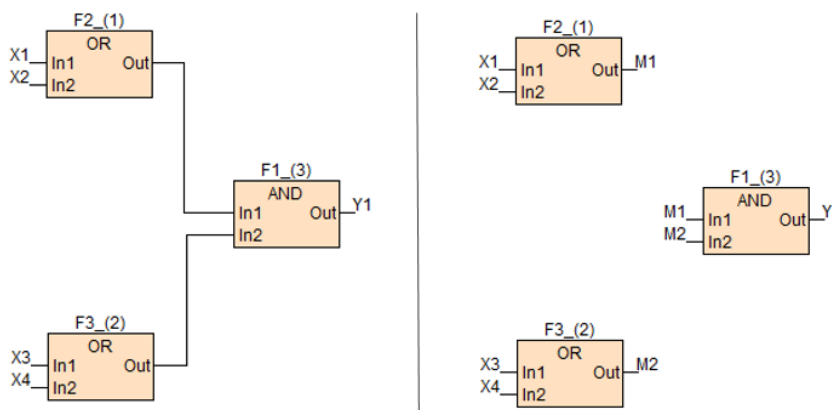 F2_(1)
OR
X1 In1 Out
X2 In2
F1_(3)
AND
In1 Out Y1
In2
F3_(2)
OR
X3 In1 Out
X4 In2
F2_(1)
OR
X1 In1 Out M1
X2 In2
F1_(3)
AND
M1 In1 Out Y
M2 In2
F3_(2)
OR
X3 In1 Out M2
X4 In2